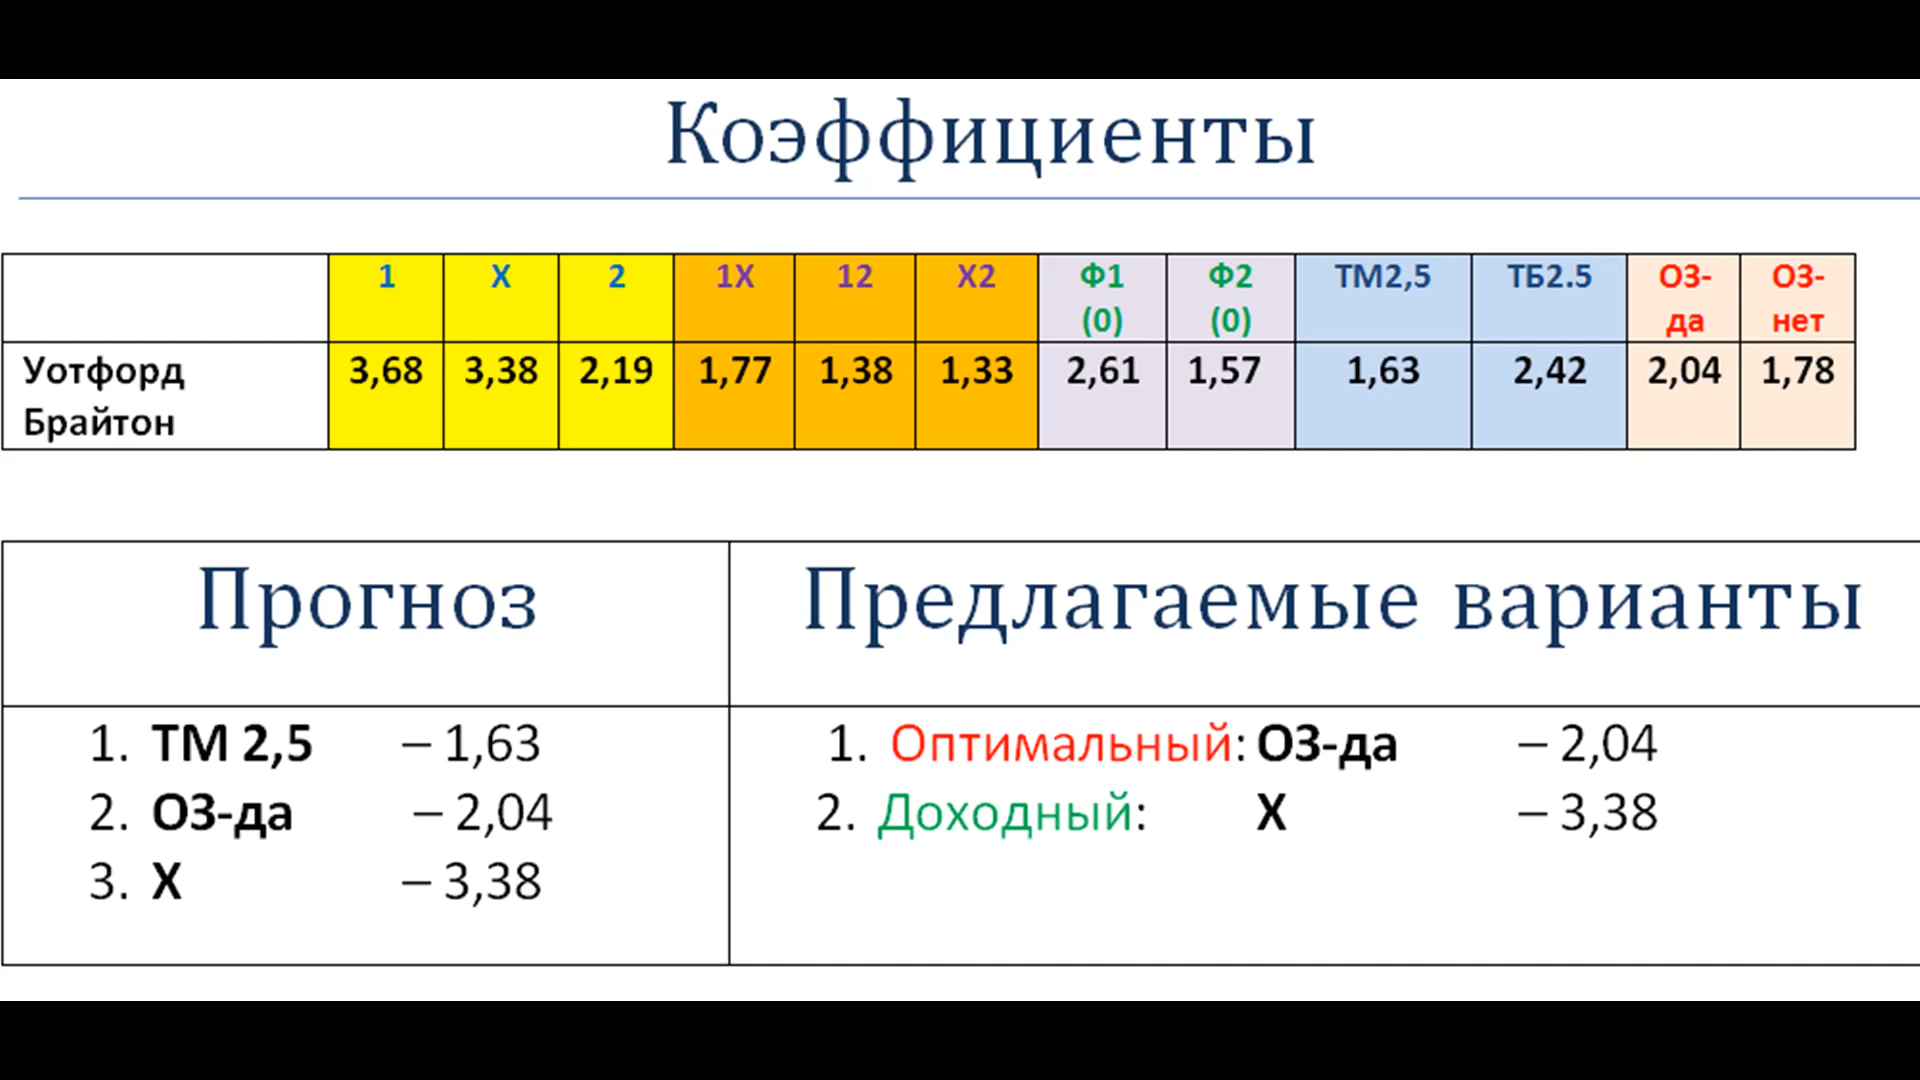 Коэффициенты
1 X 2 1X 12 X2 Ф1 Ф2 ТМ2,5 ТБ2.5 ОЗ- ОЗ-
(0) (0) да нет
Уотфорд 3,68 3,38 2,19 1,77 1,38 1,33 2,61 1,57 1,63 2,42 2,04 1,78
Брайтон
Прогноз
1. ТМ 2,5 – 1,63
2. ОЗ-да – 2,04
3. Х – 3,38
Предлагаемые варианты
1. Оптимальный: ОЗ-да – 2,04
2. Доходный: Х – 3,38